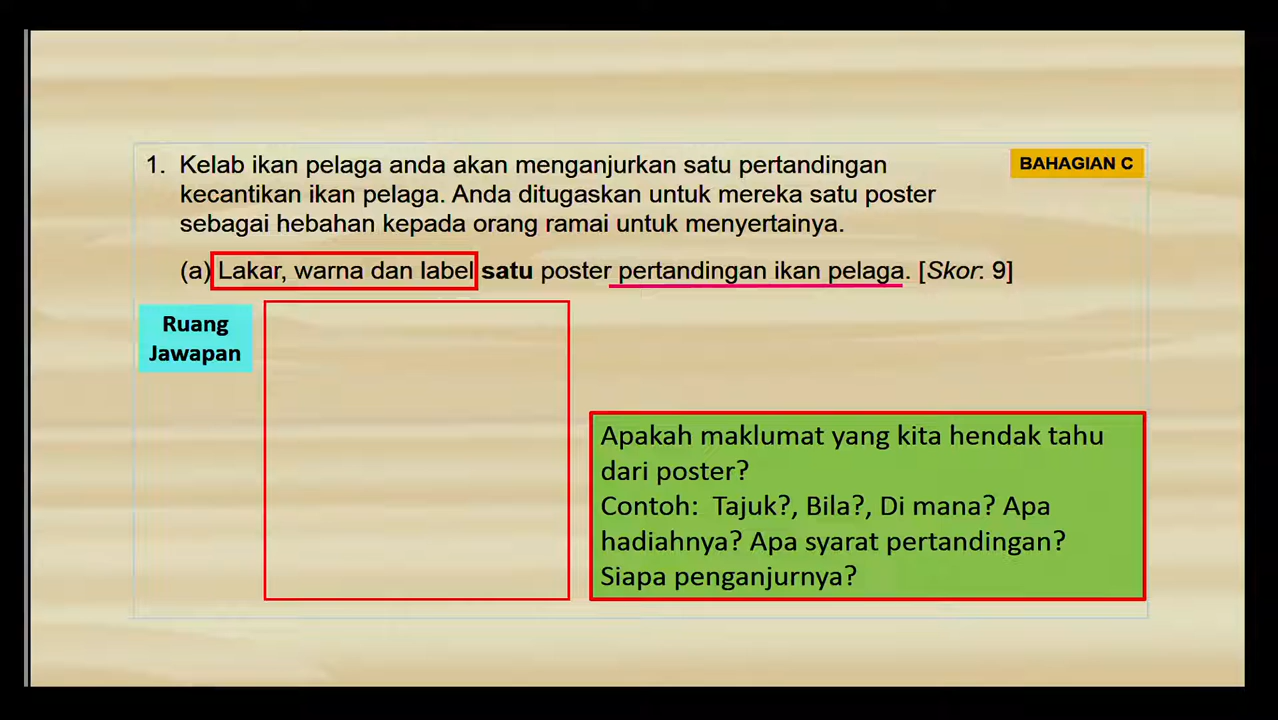 1. Kelab ikan pelaga anda akan menganjurkan satu pertandingan
BAHAGIAN C
kecantikan ikan pelaga. Anda ditugaskan untuk mereka satu poster
sebagai hebahan kepada orang ramai untuk menyertainya.
(a) Lakar, warna dan label satu poster pertandingan ikan pelaga. [Skor: 9]
Ruang
Jawapan
Apakah maklumat yang kita hendak tahu
dari poster?
Contoh: Tajuk?, Bila?, Di mana? Apa
hadiahnya? Apa syarat pertandingan?
Siapa penganjurnya?